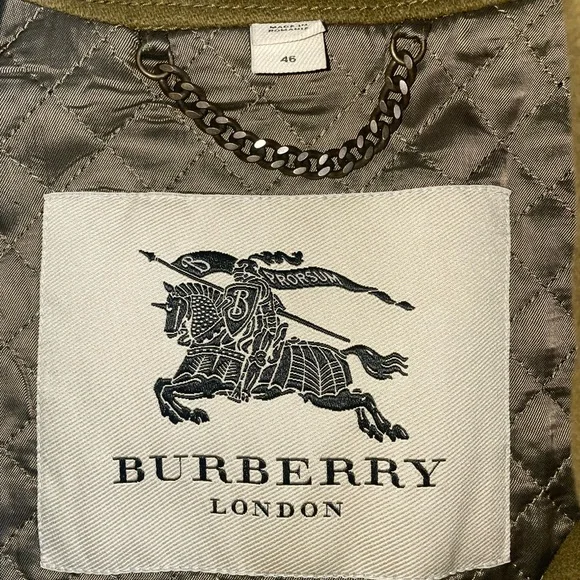 MADE IN
ROMANIA
46
B PRORSUM
B
BURBERRY
LONDON